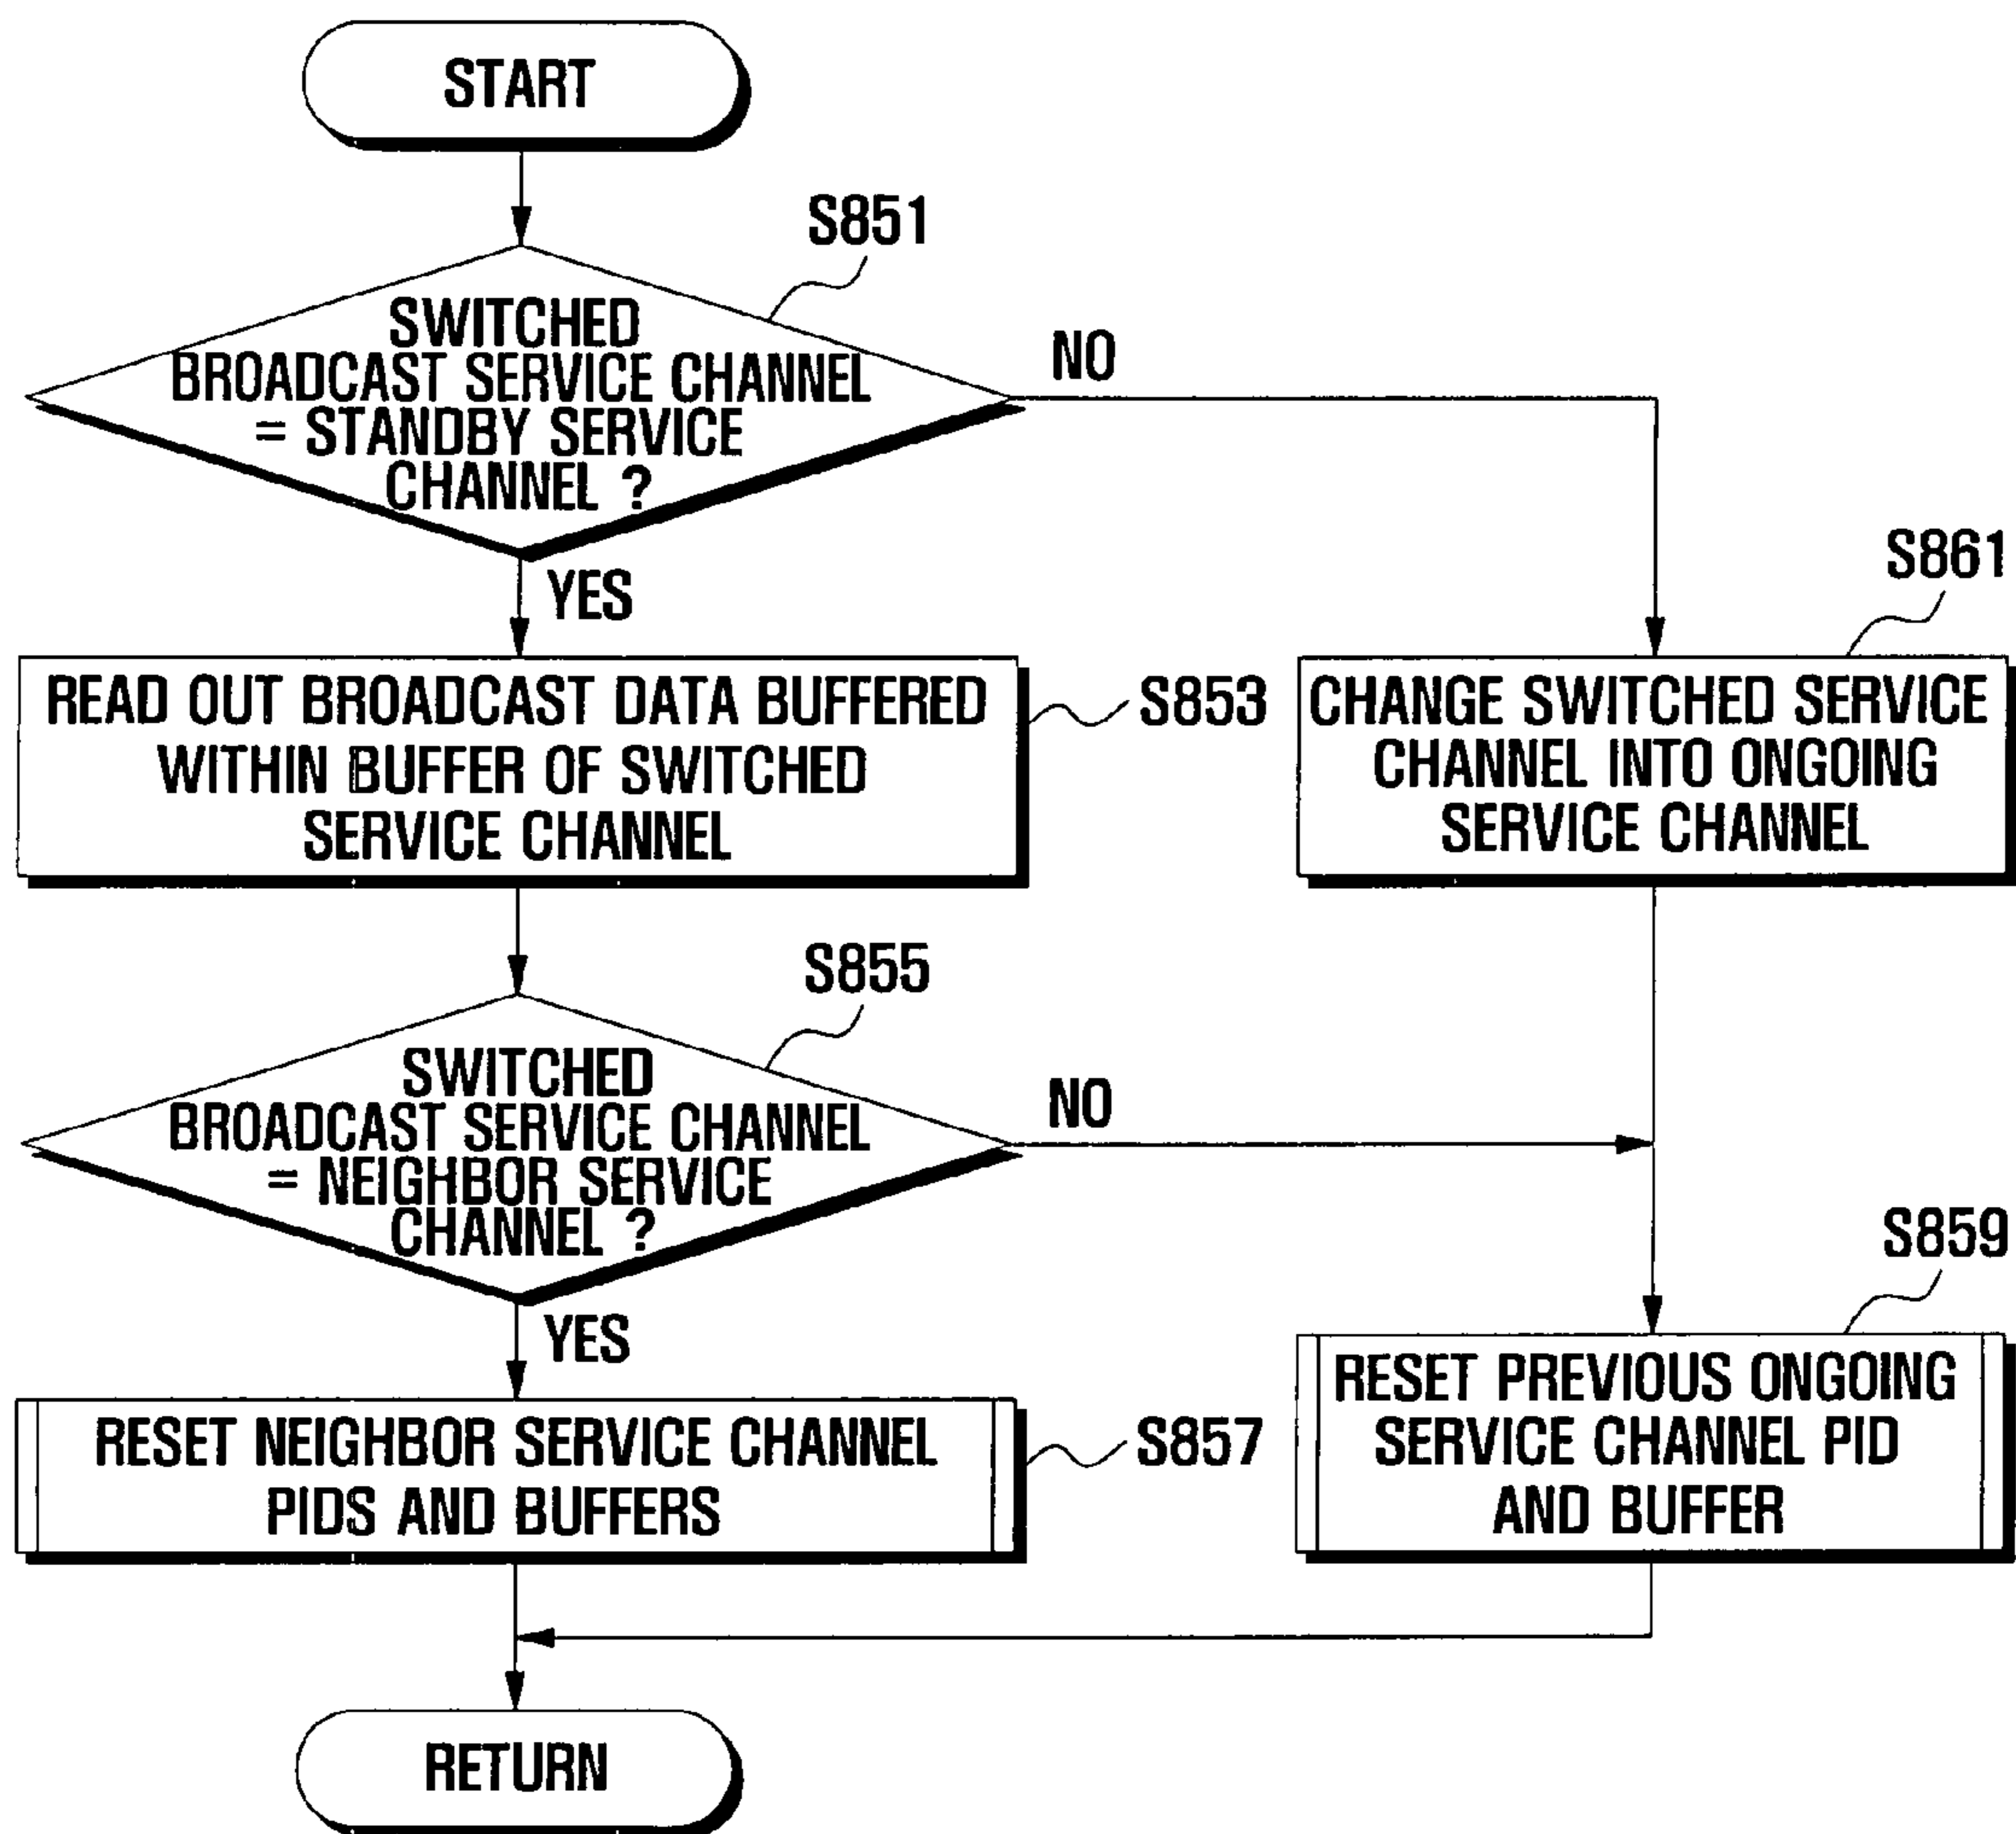 START
S851
SWITCHED
BROADCAST SERVICE CHANNEL
= STANDBY SERVICE
CHANNEL ?
NO
YES
S861
READ OUT BROADCAST DATA BUFFERED
WITHIN BUFFER OF SWITCHED
SERVICE CHANNEL
S853
CHANGE SWITCHED SERVICE
CHANNEL INTO ONGOING
SERVICE CHANNEL
S855
SWITCHED
BROADCAST SERVICE CHANNEL
= NEIGHBOR SERVICE
CHANNEL ?
NO
YES
S859
RESET NEIGHBOR SERVICE CHANNEL
PIDS AND BUFFERS
S857
RESET PREVIOUS ONGOING
SERVICE CHANNEL PID
AND BUFFER
RETURN